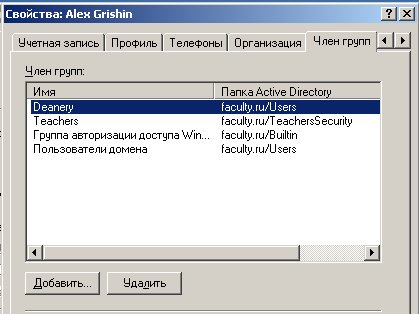 Свойства: Alex Grishin
Учетная запись Профиль Телефоны Организация Член групп
Член групп:
Имя Папка Active Directory
Deanery faculty.ru/Users
Teachers faculty.ru/TeachersSecurity
Группа авторизации доступа Win... faculty.ru/Builtin
Пользователи домена faculty.ru/Users
Добавить... Удалить